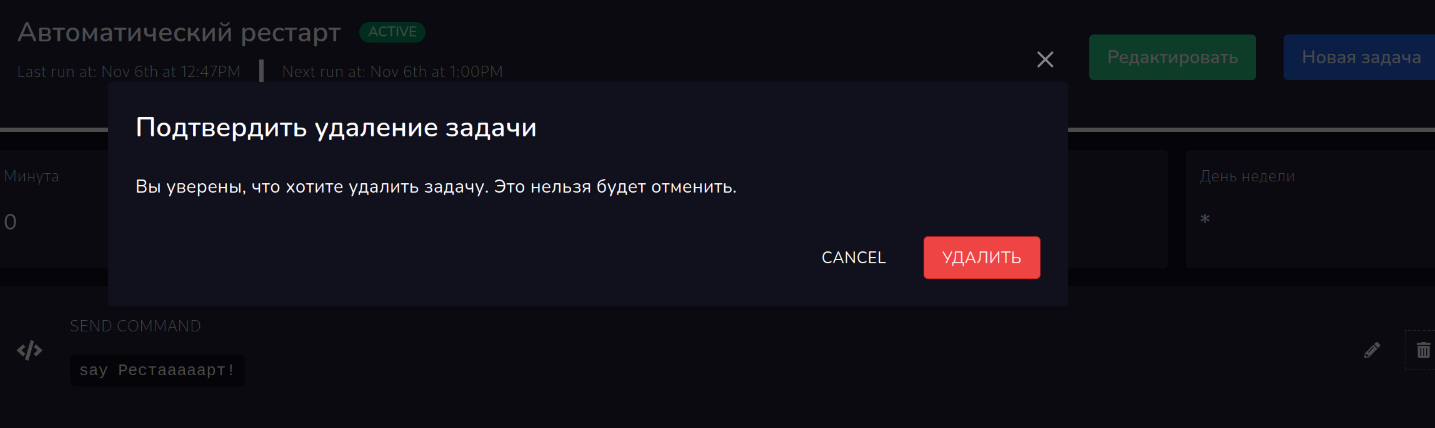 Автоматический рестарт ACTIVE
Last run at: Nov 6th at 12:47PM Next run at: Nov 6th at 1:00PM
Редактировать Новая задача
Подтвердить удаление задачи
Вы уверены, что хотите удалить задачу. Это нельзя будет отменить.
CANCEL УДАЛИТЬ
Минута
0
День недели
*
SEND COMMAND
say Рестааааарт!